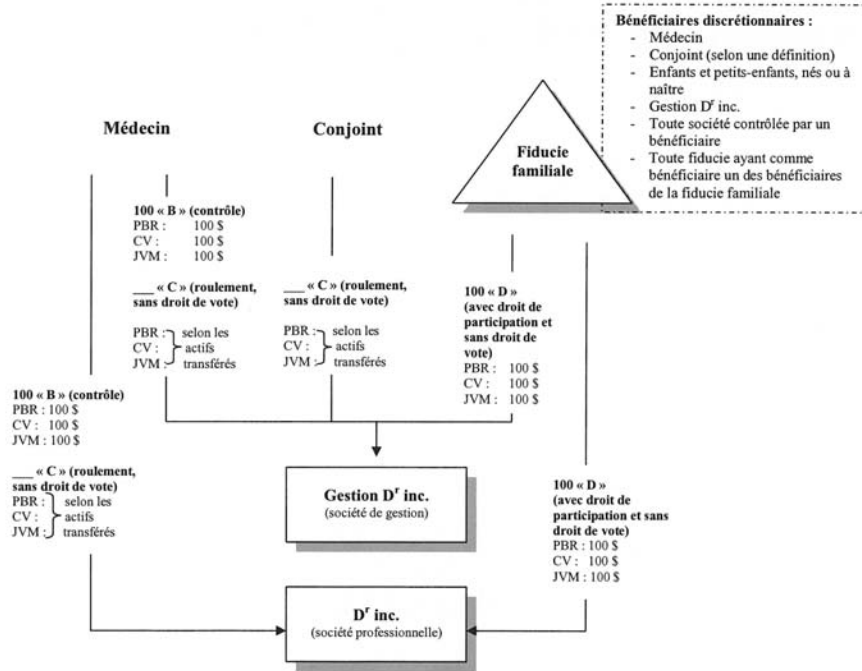 Bénéficiaires discrétionnaires :
- Médecin
- Conjoint (selon une définition)
- Enfants et petits-enfants, nés ou à
naître
- Gestion Dʳ inc.
- Toute société contrôlée par un
bénéficiaire
- Toute fiducie ayant comme
bénéficiaire un des bénéficiaires
de la fiducie familiale
Médecin
Conjoint
Fiducie
familiale
100 « B » (contrôle)
PBR : 100 $
CV : 100 $
JVM : 100 $
___ « C » (roulement,
sans droit de vote)
PBR : selon les
CV : actifs
JVM : transférés
___ « C » (roulement,
sans droit de vote)
PBR : selon les
CV : actifs
JVM : transférés
100 « D »
(avec droit de
participation et
sans droit de
vote)
PBR : 100 $
CV : 100 $
JVM : 100 $
100 « B » (contrôle)
PBR : 100 $
CV : 100 $
JVM : 100 $
___ « C » (roulement,
sans droit de vote)
PBR : selon les
CV : actifs
JVM : transférés
Gestion Dʳ inc.
(société de gestion)
100 « D »
(avec droit de
participation et sans
droit de vote)
PBR : 100 $
CV : 100 $
JVM : 100 $
Dʳ inc.
(société professionnelle)